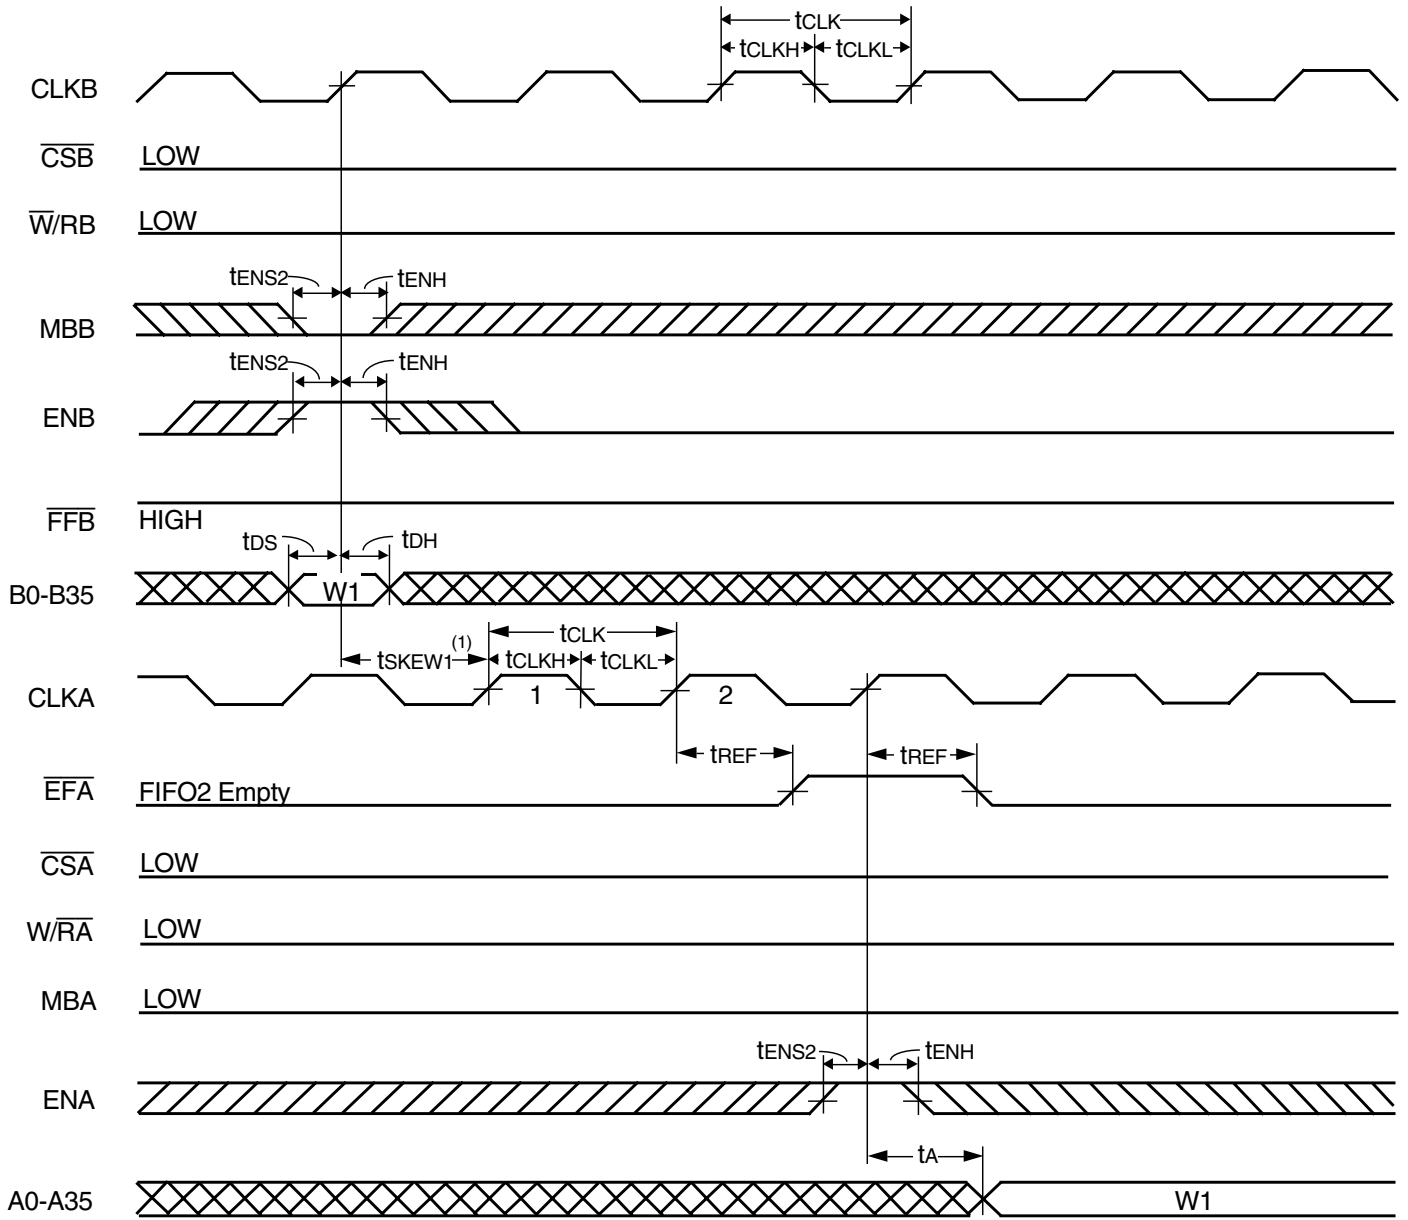 tCLK
tCLKH tCLKL
CLKB
CSB LOW
W/RB LOW
tENS2 tENH
MBB
tENS2 tENH
ENB
FFB HIGH
tDS tDH
B0-B35 W1
tSKEW1(1) tCLK
tCLKH tCLKL
CLKA 1 2
tREF tREF
EFA FIFO2 Empty
CSA LOW
W/RA LOW
MBA LOW
tENS2 tENH
ENA
tA
A0-A35 W1